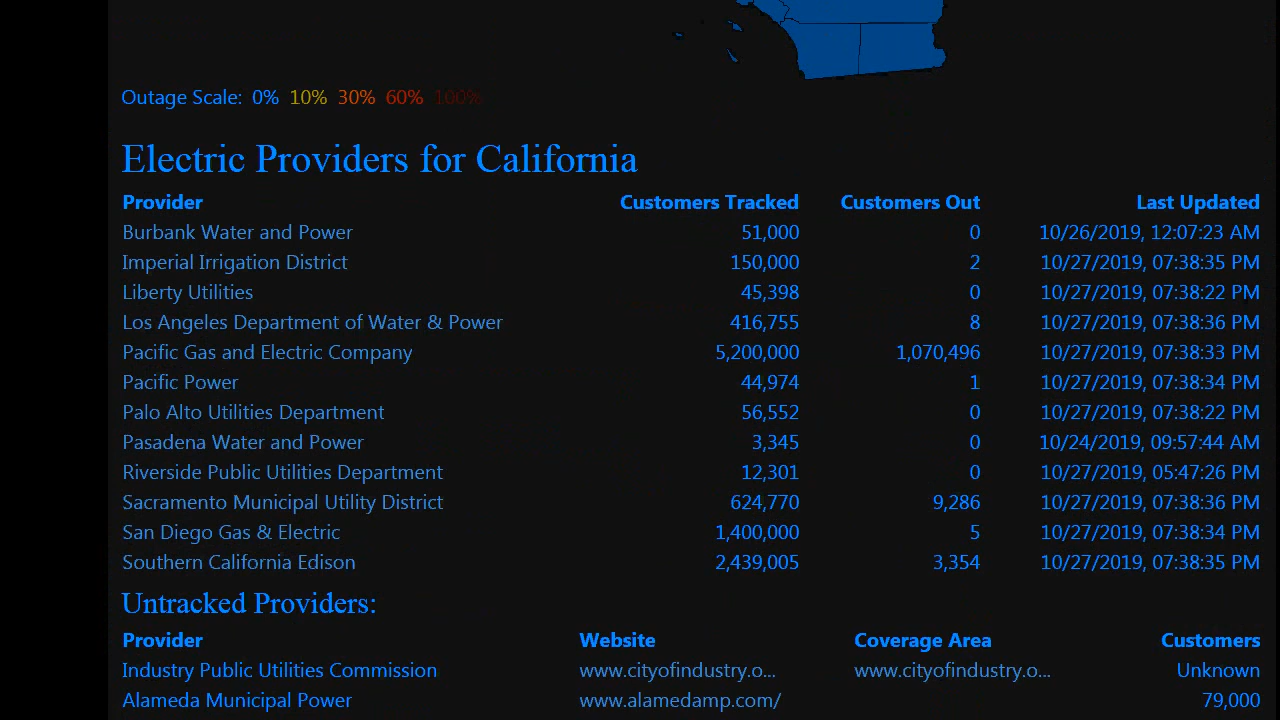 Outage Scale: 0% 10% 30% 60% 100%
Electric Providers for California
Provider Customers Tracked Customers Out Last Updated
Burbank Water and Power 51,000 0 10/26/2019, 12:07:23 AM
Imperial Irrigation District 150,000 2 10/27/2019, 07:38:35 PM
Liberty Utilities 45,398 0 10/27/2019, 07:38:22 PM
Los Angeles Department of Water & Power 416,755 8 10/27/2019, 07:38:36 PM
Pacific Gas and Electric Company 5,200,000 1,070,496 10/27/2019, 07:38:33 PM
Pacific Power 44,974 1 10/27/2019, 07:38:34 PM
Palo Alto Utilities Department 56,552 0 10/27/2019, 07:38:22 PM
Pasadena Water and Power 3,345 0 10/24/2019, 09:57:44 AM
Riverside Public Utilities Department 12,301 0 10/27/2019, 05:47:26 PM
Sacramento Municipal Utility District 624,770 9,286 10/27/2019, 07:38:36 PM
San Diego Gas & Electric 1,400,000 5 10/27/2019, 07:38:34 PM
Southern California Edison 2,439,005 3,354 10/27/2019, 07:38:35 PM
Untracked Providers:
Provider Website Coverage Area Customers
Industry Public Utilities Commission www.cityofindustry.o... www.cityofindustry.o... Unknown
Alameda Municipal Power www.alamedamp.com/ 79,000